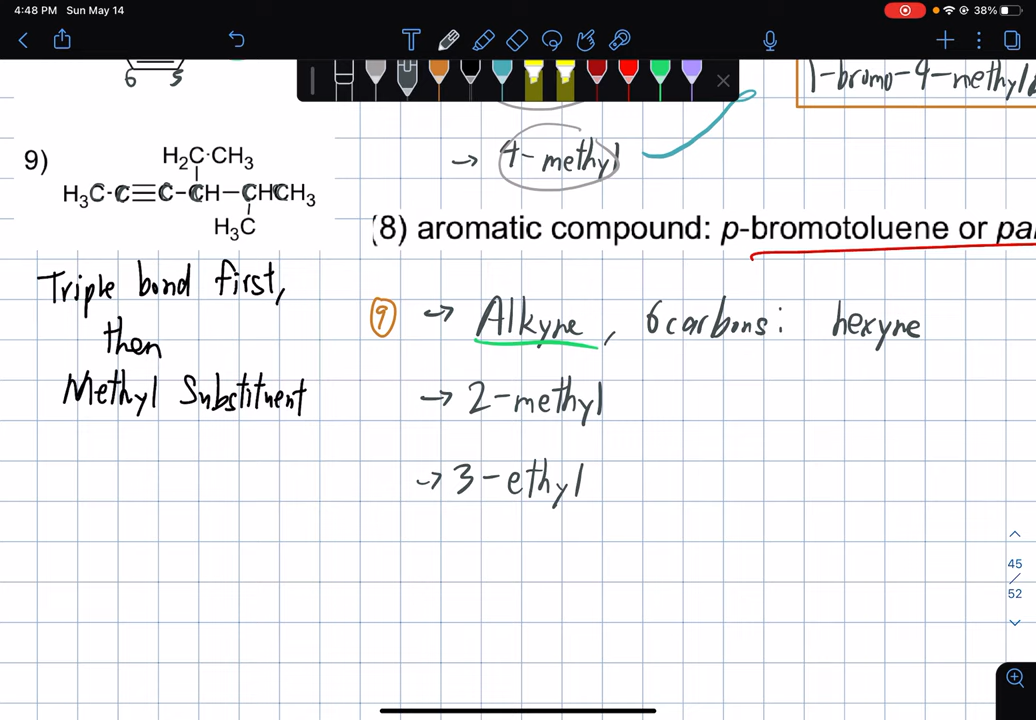 4:48 PM Sun May 14
38%
6 5
1-bromo-4-methyl
→ 4-methyl
9)
H₂C·CH₃
H₃C·C≡C-CH-CHCH₃
H₃C
(8) aromatic compound: p-bromotoluene or
Triple bond first,
then
Methyl Substituent
9 → Alkyne, 6 carbons: hexyne
→ 2-methyl
→ 3-ethyl
45
/
52